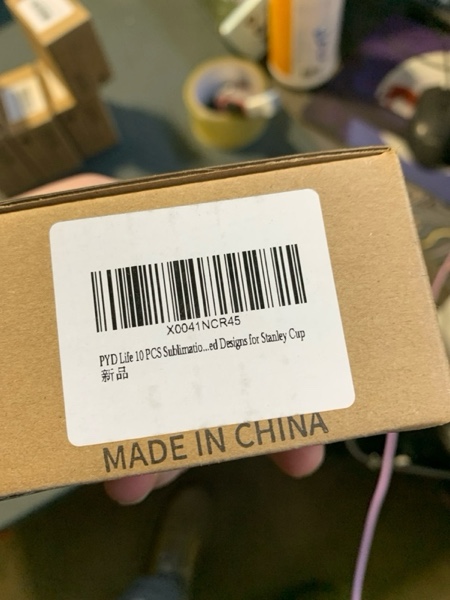 X0041NCR45
PYD Life 10 PCS Sublimatio...ed Designs for Stanley Cup
新品
MADE IN CHINA